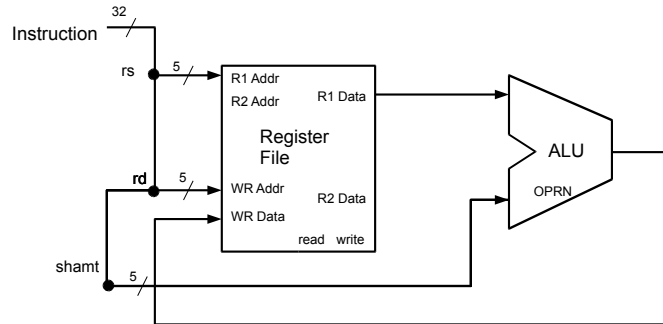 32
Instruction
rs
5
R1 Addr
R2 Addr
R1 Data
Register
File
ALU
rd
5
WR Addr
WR Data
R2 Data
OPRN
read write
shamt
5